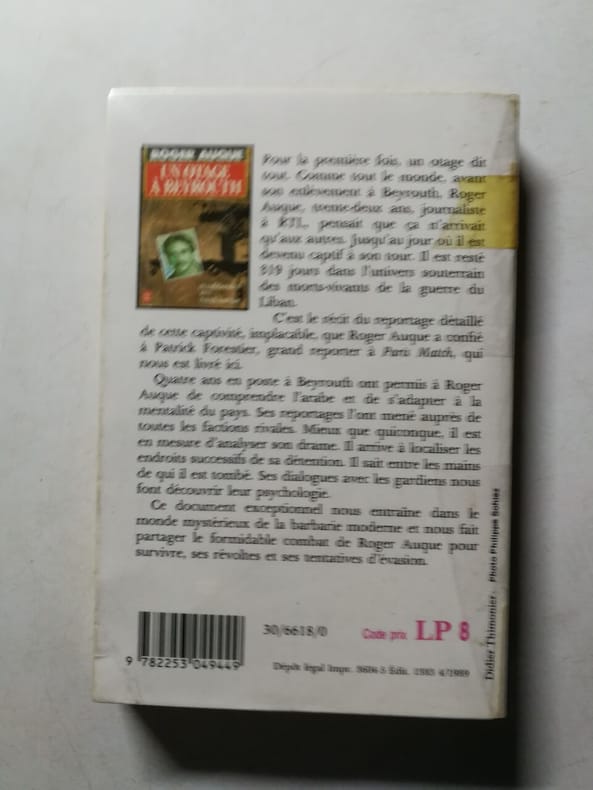 ROGER AUQUE
UN OTAGE
À BEYROUTH
Pour la première fois, un otage dit
tout. Comme tout le monde, avant
son enlèvement à Beyrouth, Roger
Auque, trente-deux ans, journaliste
à RTL, pensait que ça n'arrivait
qu'aux autres. Jusqu'au jour où il est
devenu captif à son tour. Il est resté
319 jours dans l'univers souterrain
des morts-vivants de la guerre du
Liban.
C'est le récit du reportage détaillé
de cette captivité, implacable, que Roger Auque a confié
à Patrick Forestier, grand reporter à Paris Match, qui
nous est livré ici.
Quatre ans en poste à Beyrouth ont permis à Roger
Auque de comprendre l'arabe et de s'adapter à la
mentalité du pays. Ses reportages l'ont mené auprès de
toutes les factions rivales. Mieux que quiconque, il est
en mesure d'analyser son drame. Il arrive à localiser les
endroits successifs de sa détention. Il sait entre les mains
de qui il est tombé. Ses dialogues avec les gardiens nous
font découvrir leur psychologie.
Ce document exceptionnel nous entraîne dans le
monde mystérieux de la barbarie moderne et nous fait
partager le formidable combat de Roger Auque pour
survivre, ses révoltes et ses tentatives d'évasion.
Didier Thimonier - Photo Philippe
30/6618/0
Code prix LP 8
9 782253 049449
Dépôt légal Impr. Édit. 4/1989